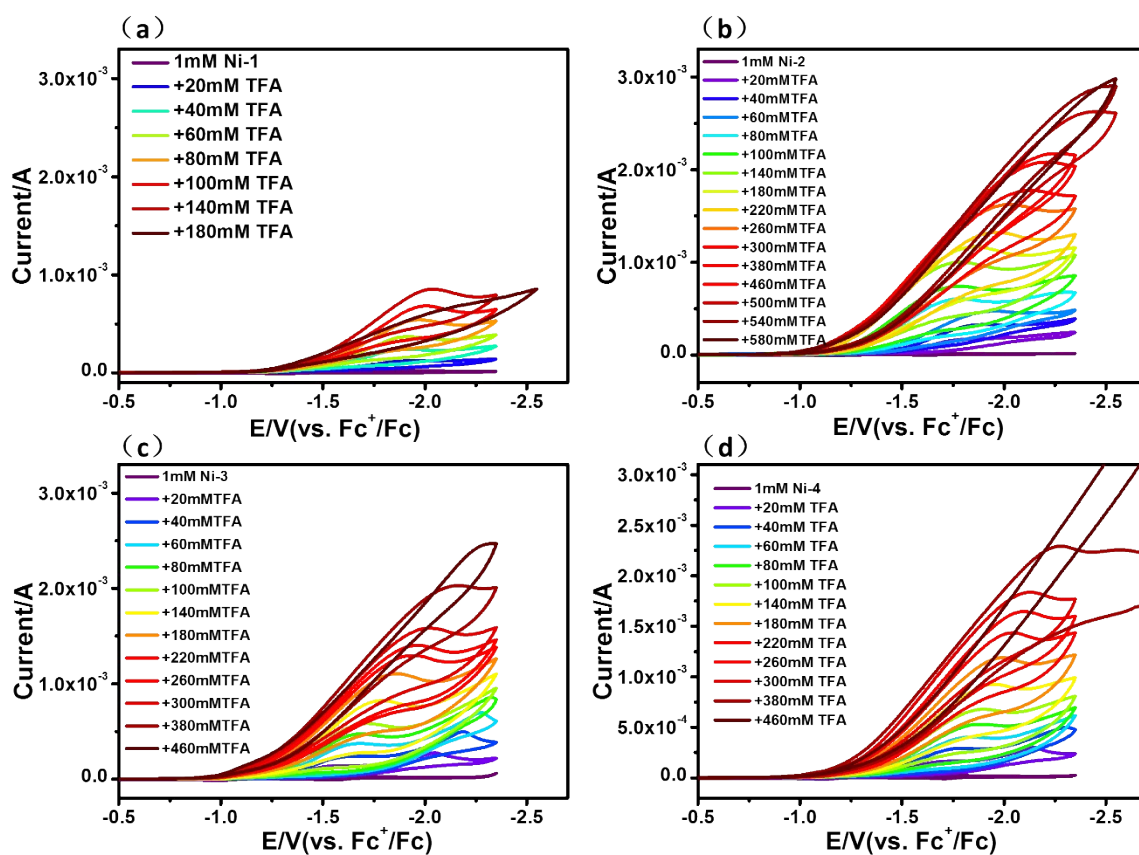 （a）
3.0x10⁻³
2.0x10⁻³
1.0x10⁻³
0.0
Current/A
1mM Ni-1
+20mM TFA
+40mM TFA
+60mM TFA
+80mM TFA
+100mM TFA
+140mM TFA
+180mM TFA
-0.5 -1.0 -1.5 -2.0 -2.5
E/V(vs. Fc⁺/Fc)
（b）
3.0x10⁻³
2.0x10⁻³
1.0x10⁻³
0.0
Current/A
1mM Ni-2
+20mMTFA
+40mMTFA
+60mMTFA
+80mMTFA
+100mMTFA
+140mMTFA
+180mMTFA
+220mMTFA
+260mMTFA
+300mMTFA
+380mMTFA
+460mMTFA
+500mMTFA
+540mMTFA
+580mMTFA
-0.5 -1.0 -1.5 -2.0 -2.5
E/V(vs. Fc⁺/Fc)
（c）
3.0x10⁻³
2.0x10⁻³
1.0x10⁻³
0.0
Current/A
1mM Ni-3
+20mMTFA
+40mMTFA
+60mMTFA
+80mMTFA
+100mMTFA
+140mMTFA
+180mMTFA
+220mMTFA
+260mMTFA
+300mMTFA
+380mMTFA
+460mMTFA
-0.5 -1.0 -1.5 -2.0 -2.5
E/V(vs. Fc⁺/Fc)
（d）
3.0x10⁻³
2.5x10⁻³
2.0x10⁻³
1.5x10⁻³
1.0x10⁻³
5.0x10⁻⁴
0.0
Current/A
1mM Ni-4
+20mM TFA
+40mM TFA
+60mM TFA
+80mM TFA
+100mM TFA
+140mM TFA
+180mM TFA
+220mM TFA
+260mM TFA
+300mM TFA
+380mM TFA
+460mM TFA
-0.5 -1.0 -1.5 -2.0 -2.5
E/V(vs. Fc⁺/Fc)